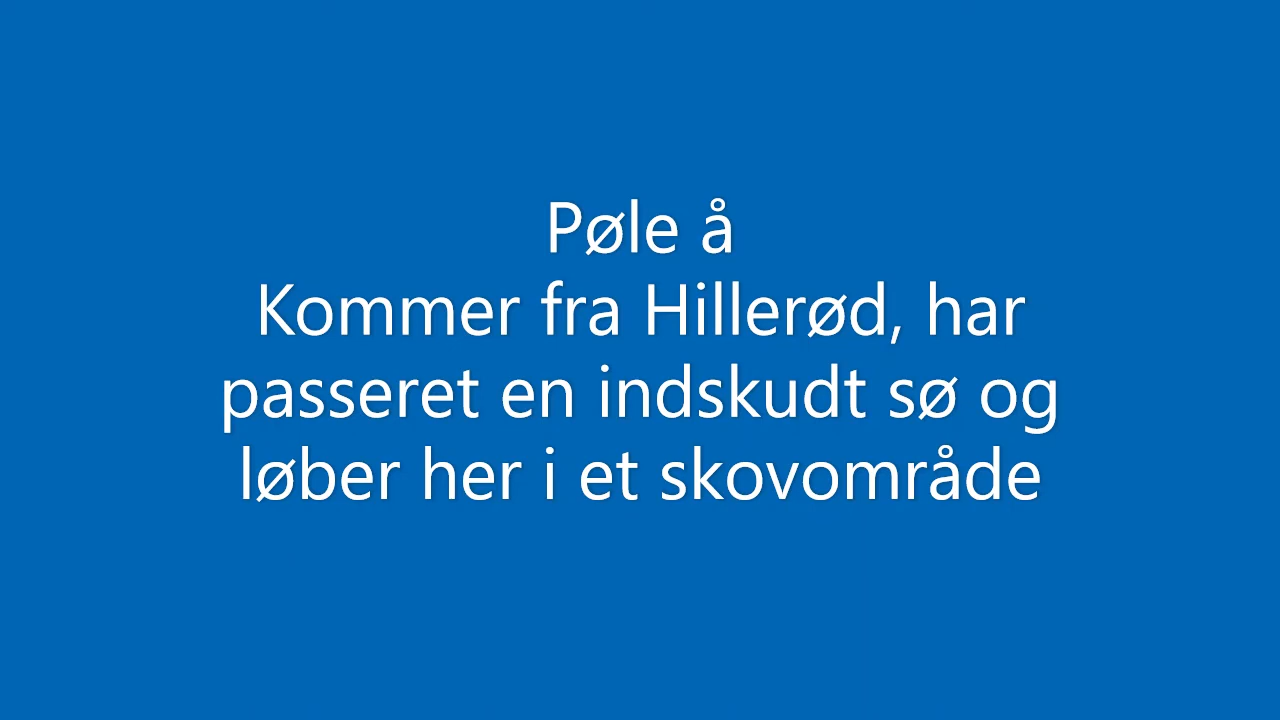 Pøle å
Kommer fra Hillerød, har
passeret en indskudt sø og
løber her i et skovområde